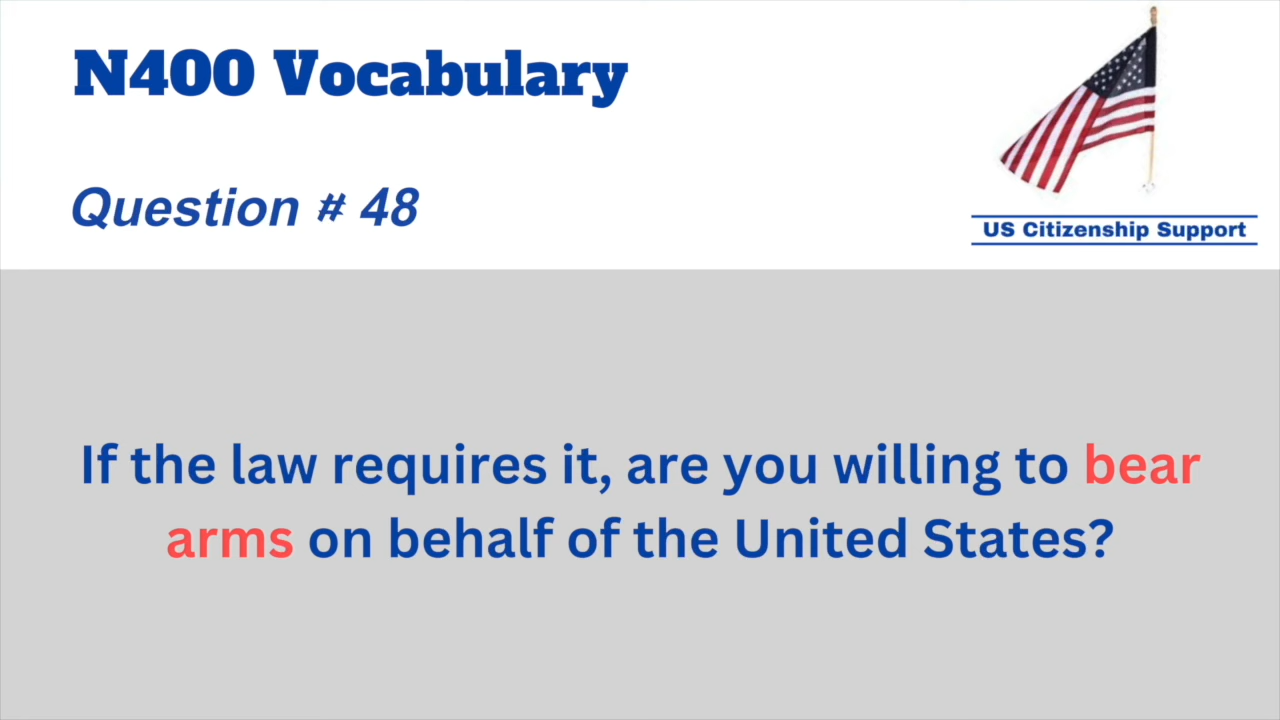 N400 Vocabulary
Question # 48
US Citizenship Support
If the law requires it, are you willing to bear
arms on behalf of the United States?